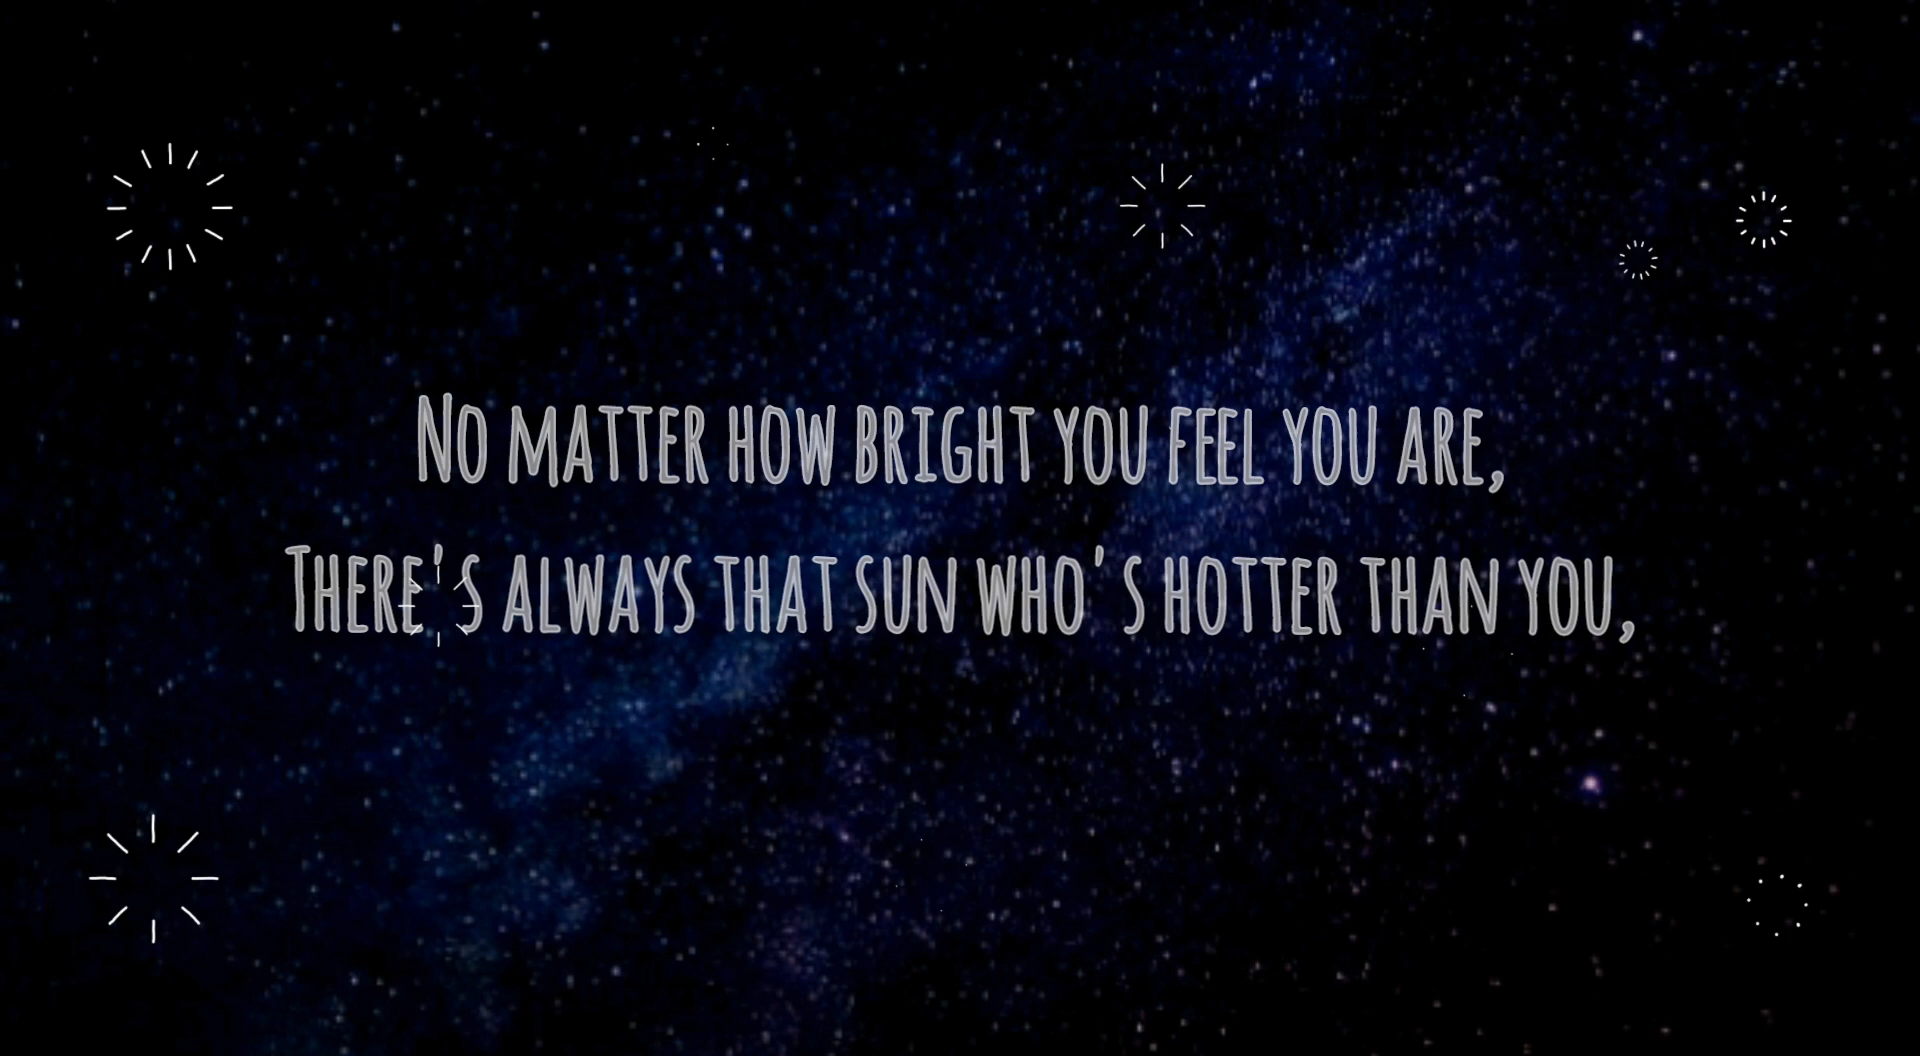 No matter how bright you feel you are,
There's always that sun who's hotter than you,